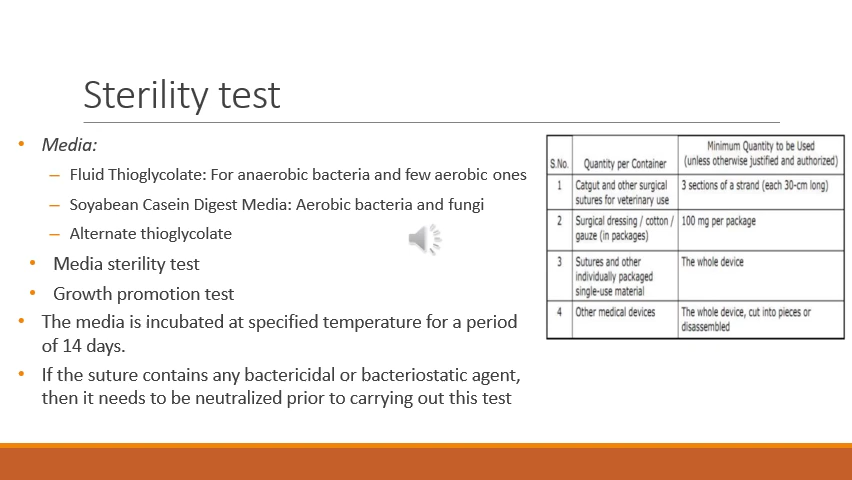 Sterility test
• Media:
– Fluid Thioglycolate: For anaerobic bacteria and few aerobic ones
– Soyabean Casein Digest Media: Aerobic bacteria and fungi
– Alternate thioglycolate
• Media sterility test
• Growth promotion test
• The media is incubated at specified temperature for a period
of 14 days.
• If the suture contains any bactericidal or bacteriostatic agent,
then it needs to be neutralized prior to carrying out this test
S.No. Quantity per Container Minimum Quantity to be Used
(unless otherwise justified and authorized)
1 Catgut and other surgical 3 sections of a strand (each 30-cm long)
sutures for veterinary use
2 Surgical dressing / cotton / 100 mg per package
gauze (in packages)
3 Sutures and other The whole device
individually packaged
single-use material
4 Other medical devices The whole device, cut into pieces or
disassembled